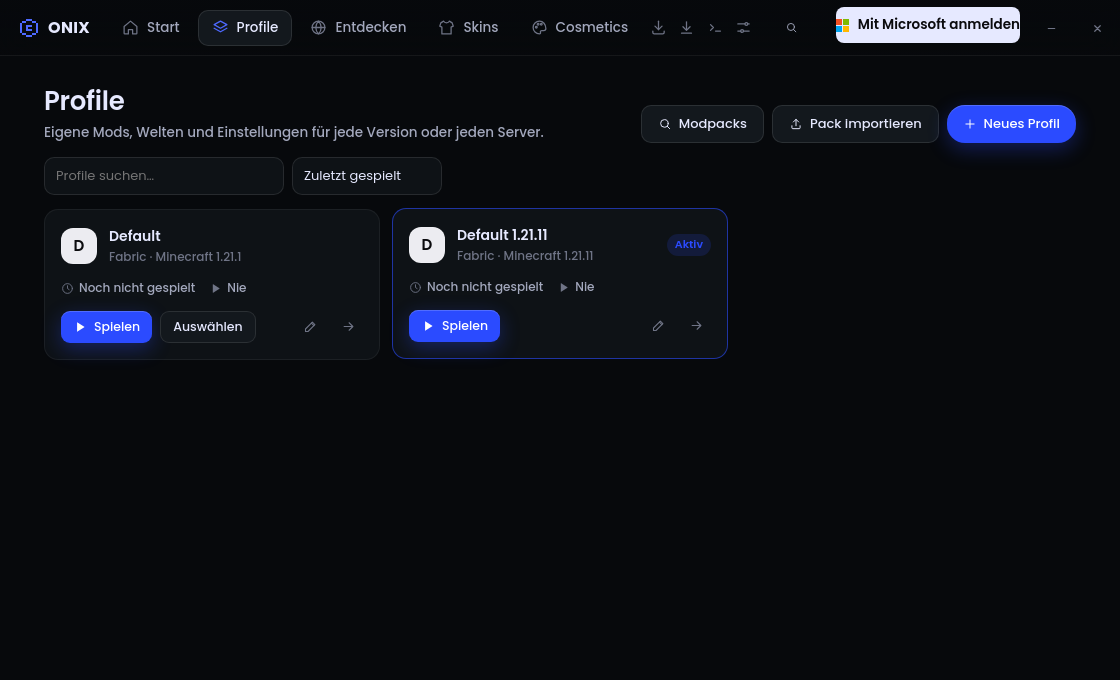 ONIX Start Profile Entdecken Skins Cosmetics Mit Microsoft anmelden
Profile
Eigene Mods, Welten und Einstellungen für jede Version oder jeden Server.
Modpacks Pack importieren Neues Profil
Profile suchen… Zuletzt gespielt
D Default
Fabric · Minecraft 1.21.1
Noch nicht gespielt Nie
Spielen Auswählen
D Default 1.21.11 Aktiv
Fabric · Minecraft 1.21.11
Noch nicht gespielt Nie
Spielen